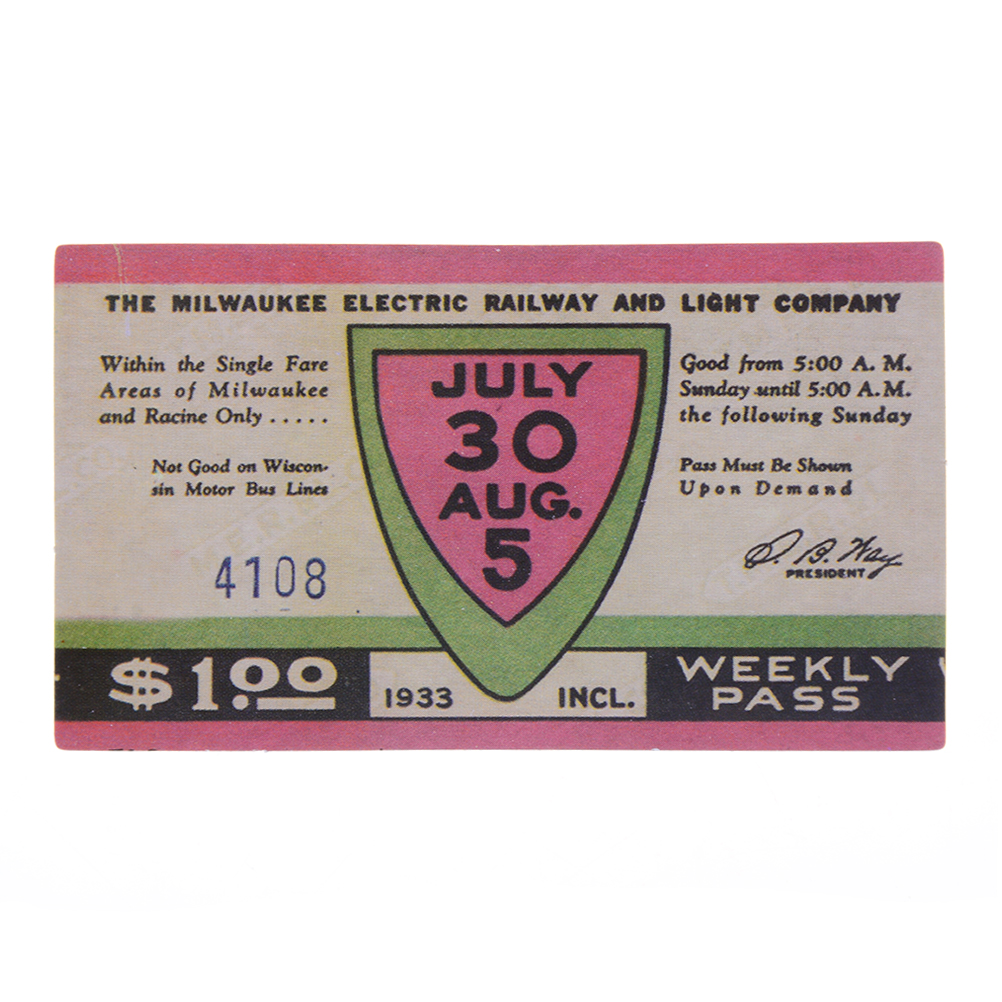 THE MILWAUKEE ELECTRIC RAILWAY AND LIGHT COMPANY
Within the Single Fare
Areas of Milwaukee
and Racine Only .....
Not Good on Wiscon-
sin Motor Bus Lines
4108
JULY
30
AUG.
5
Good from 5:00 A. M.
Sunday until 5:00 A. M.
the following Sunday
Pass Must Be Shown
Upon Demand
S. B. Way
PRESIDENT
$1.00
1933 INCL.
WEEKLY
PASS